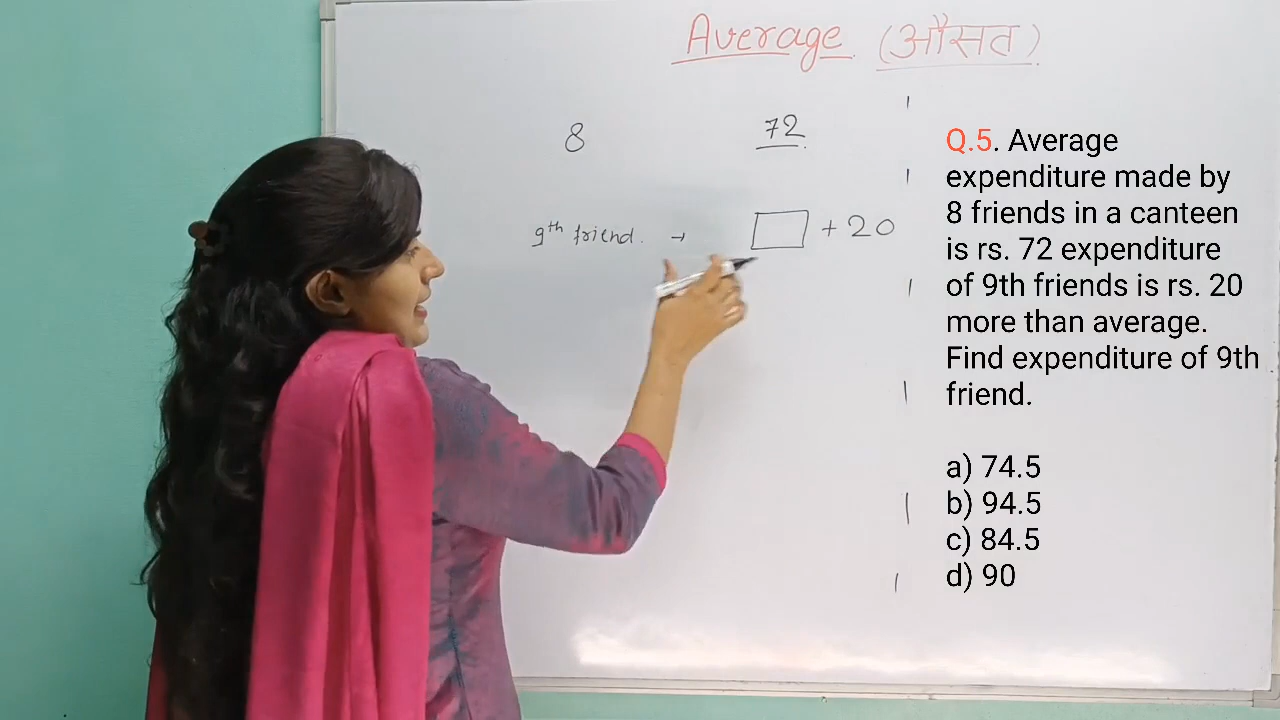 Average (औसत)
8 72
9th friend. → + 20
Q.5. Average
expenditure made by
8 friends in a canteen
is rs. 72 expenditure
of 9th friends is rs. 20
more than average.
Find expenditure of 9th
friend.
a) 74.5
b) 94.5
c) 84.5
d) 90